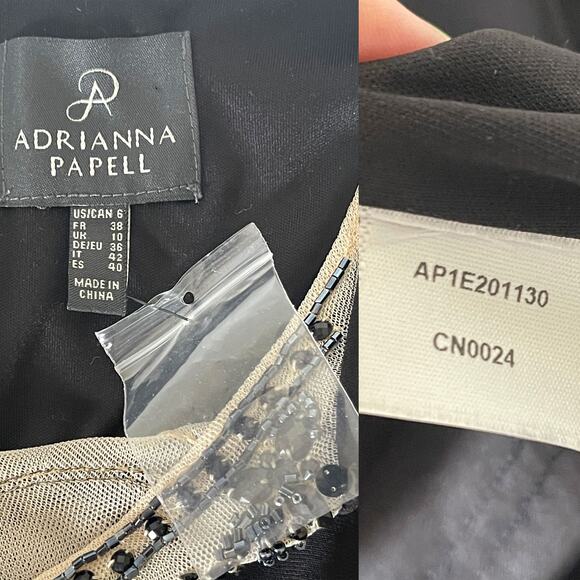 ADRIANNA
PAPELL
US/CAN 6
FR 38
UK 10
DE/EU 36
IT 42
ES 40
MADE IN
CHINA
AP1E201130
CN0024